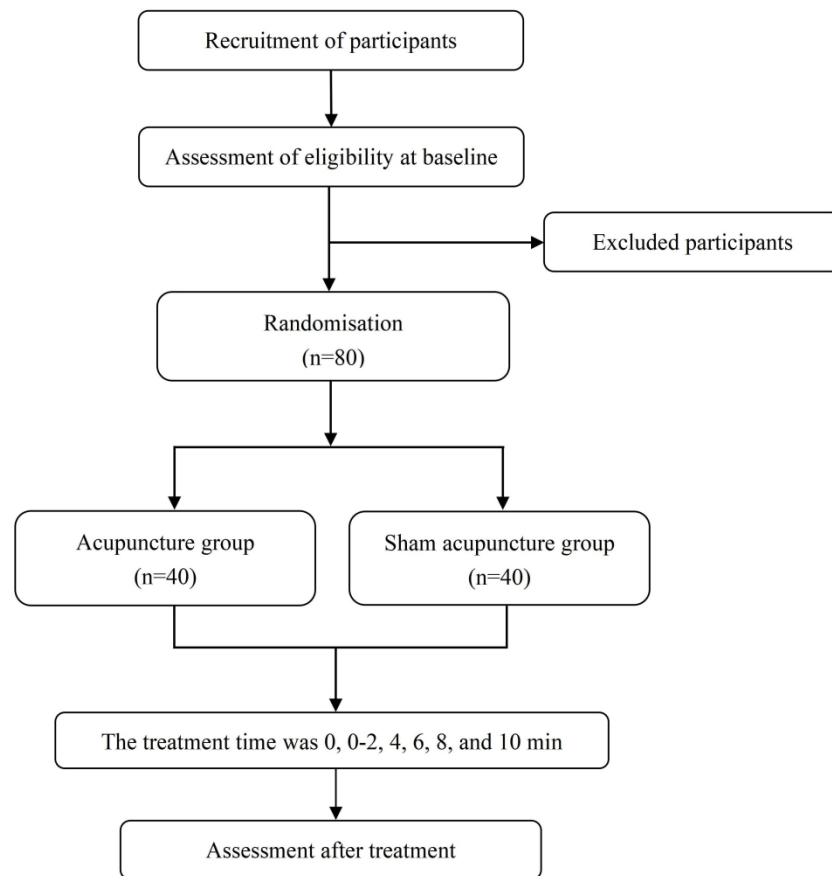 Recruitment of participants
Assessment of eligibility at baseline
Excluded participants
Randomisation
(n=80)
Acupuncture group
(n=40)
Sham acupuncture group
(n=40)
The treatment time was 0, 0-2, 4, 6, 8, and 10 min
Assessment after treatment